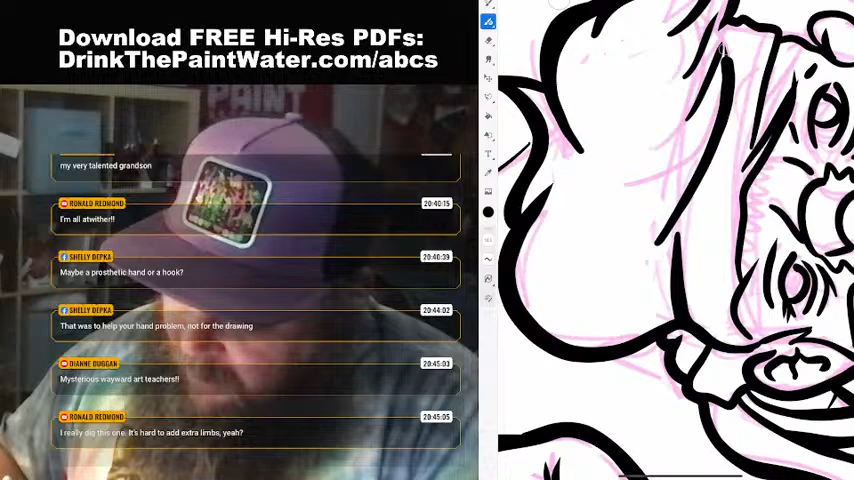 Download FREE Hi-Res PDFs:
DrinkThePaintWater.com/abcs
PAINT
my very talented grandson
RONALD REDMOND 20:40:15
I'm all atwither!!
SHELLY DEPKA 20:40:39
Maybe a prosthetic hand or a hook?
SHELLY DEPKA 20:44:02
That was to help your hand problem, not for the drawing
DIANNE DUGGAN 20:45:03
Mysterious wayward art teachers!!
RONALD REDMOND 20:45:05
I really dig this one. It's hard to add extra limbs, yeah?